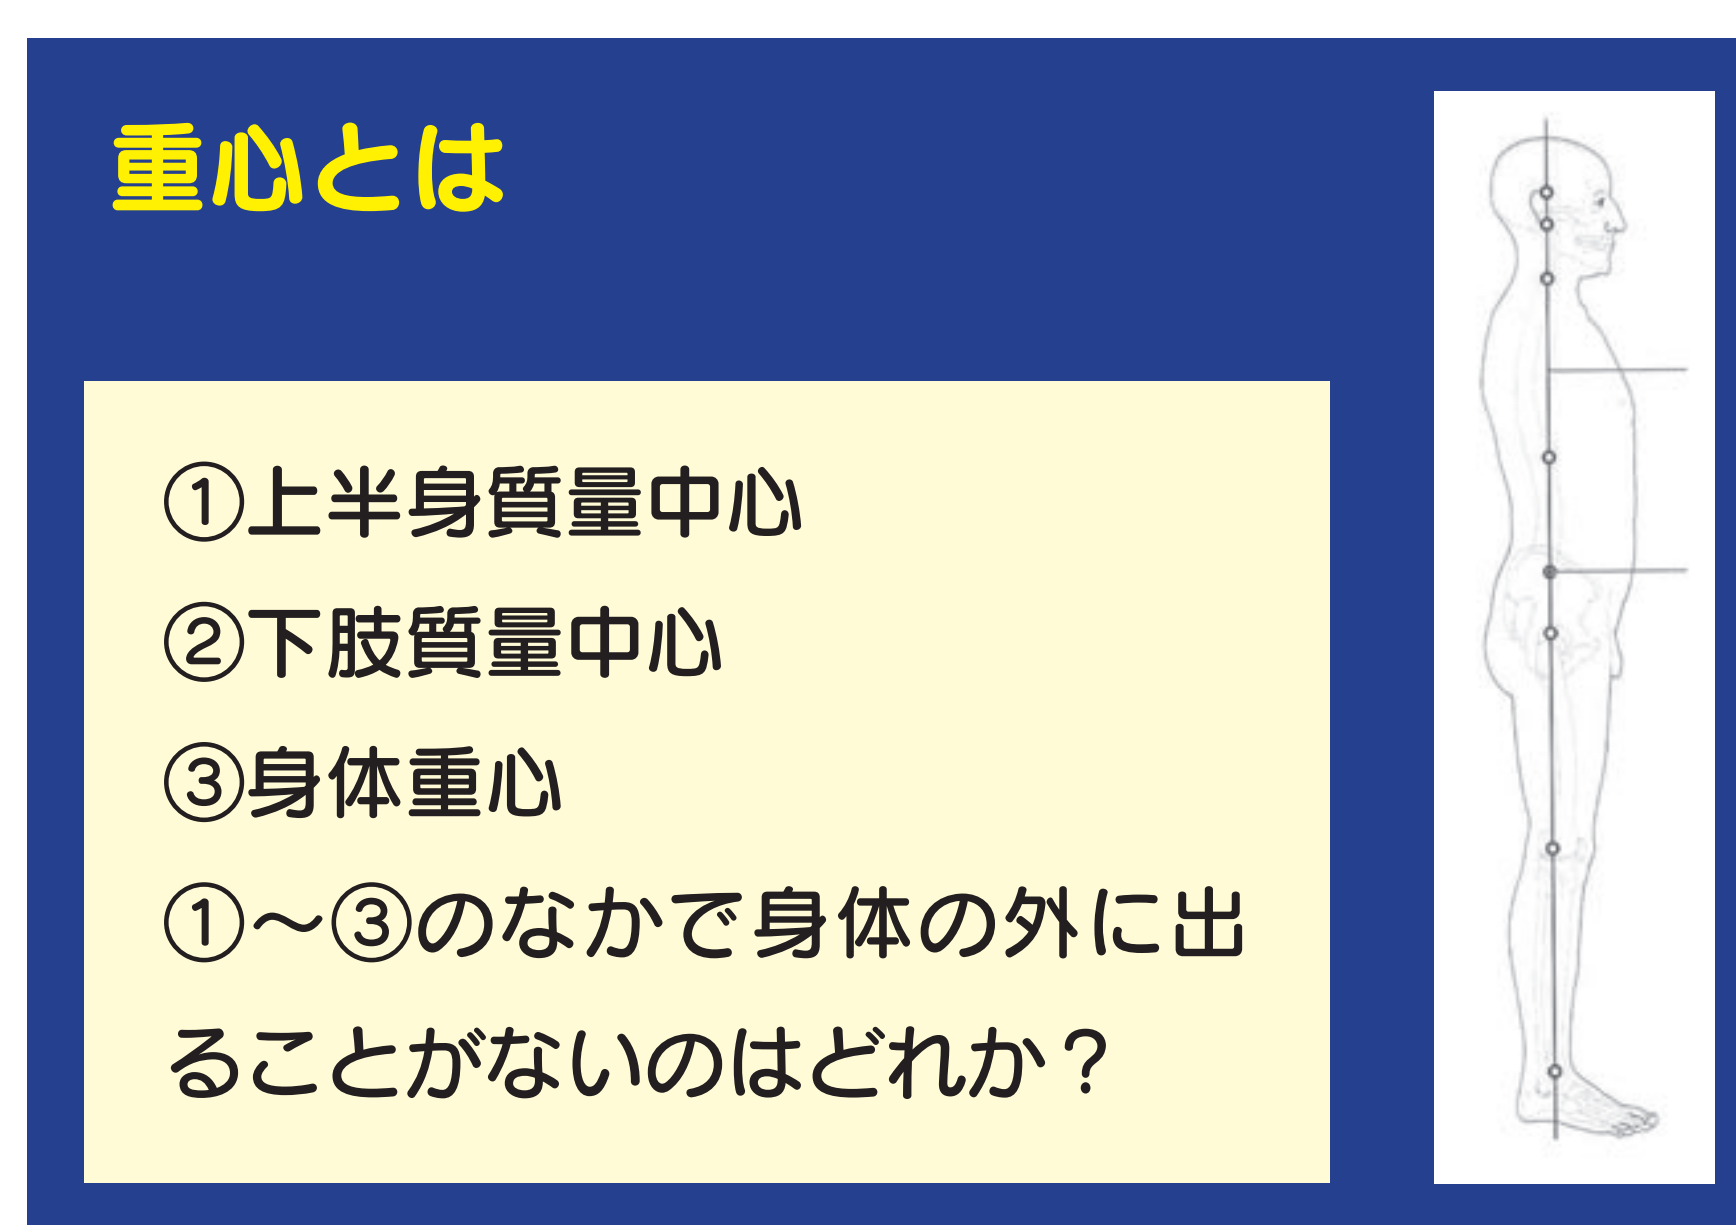 重心とは
①上半身質量中心
②下肢質量中心
③身体重心
①〜③のなかで身体の外に出
ることがないのはどれか？